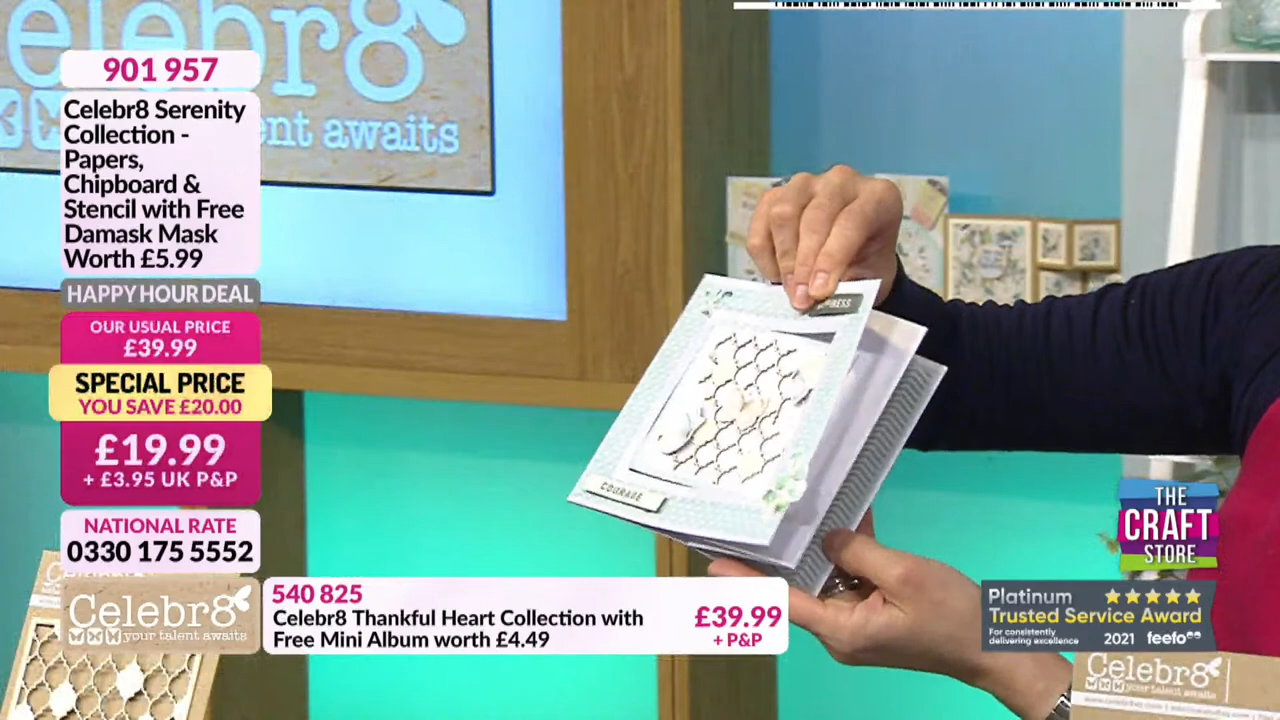 Celebr8
nt awaits
901 957
Celebr8 Serenity
Collection -
Papers,
Chipboard &
Stencil with Free
Damask Mask
Worth £5.99
HAPPY HOUR DEAL
OUR USUAL PRICE
£39.99
SPECIAL PRICE
YOU SAVE £20.00
£19.99
+ £3.95 UK P&P
NATIONAL RATE
0330 175 5552
COURAGE
THE
CRAFT
STORE
Celebr8
your talent awaits
540 825
Celebr8 Thankful Heart Collection with
Free Mini Album worth £4.49
£39.99
+ P&P
Platinum
Trusted Service Award
For consistently
delivering excellence
2021 feefo
Celebr8
your talent awaits